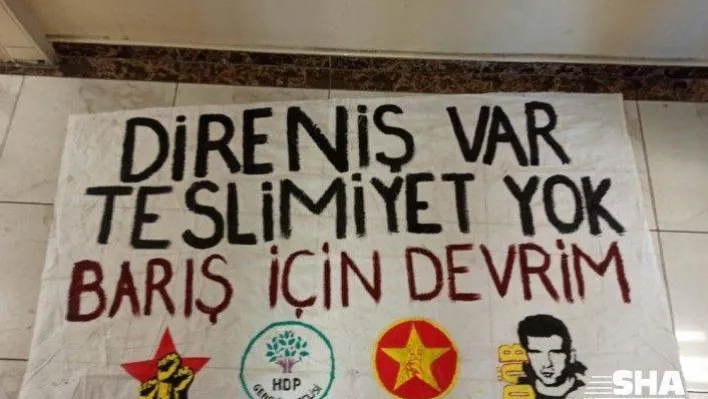 DİRENİŞ VAR
TESLİMİYET YOK
BARIŞ İÇİN DEVRİM
HDP
SHA